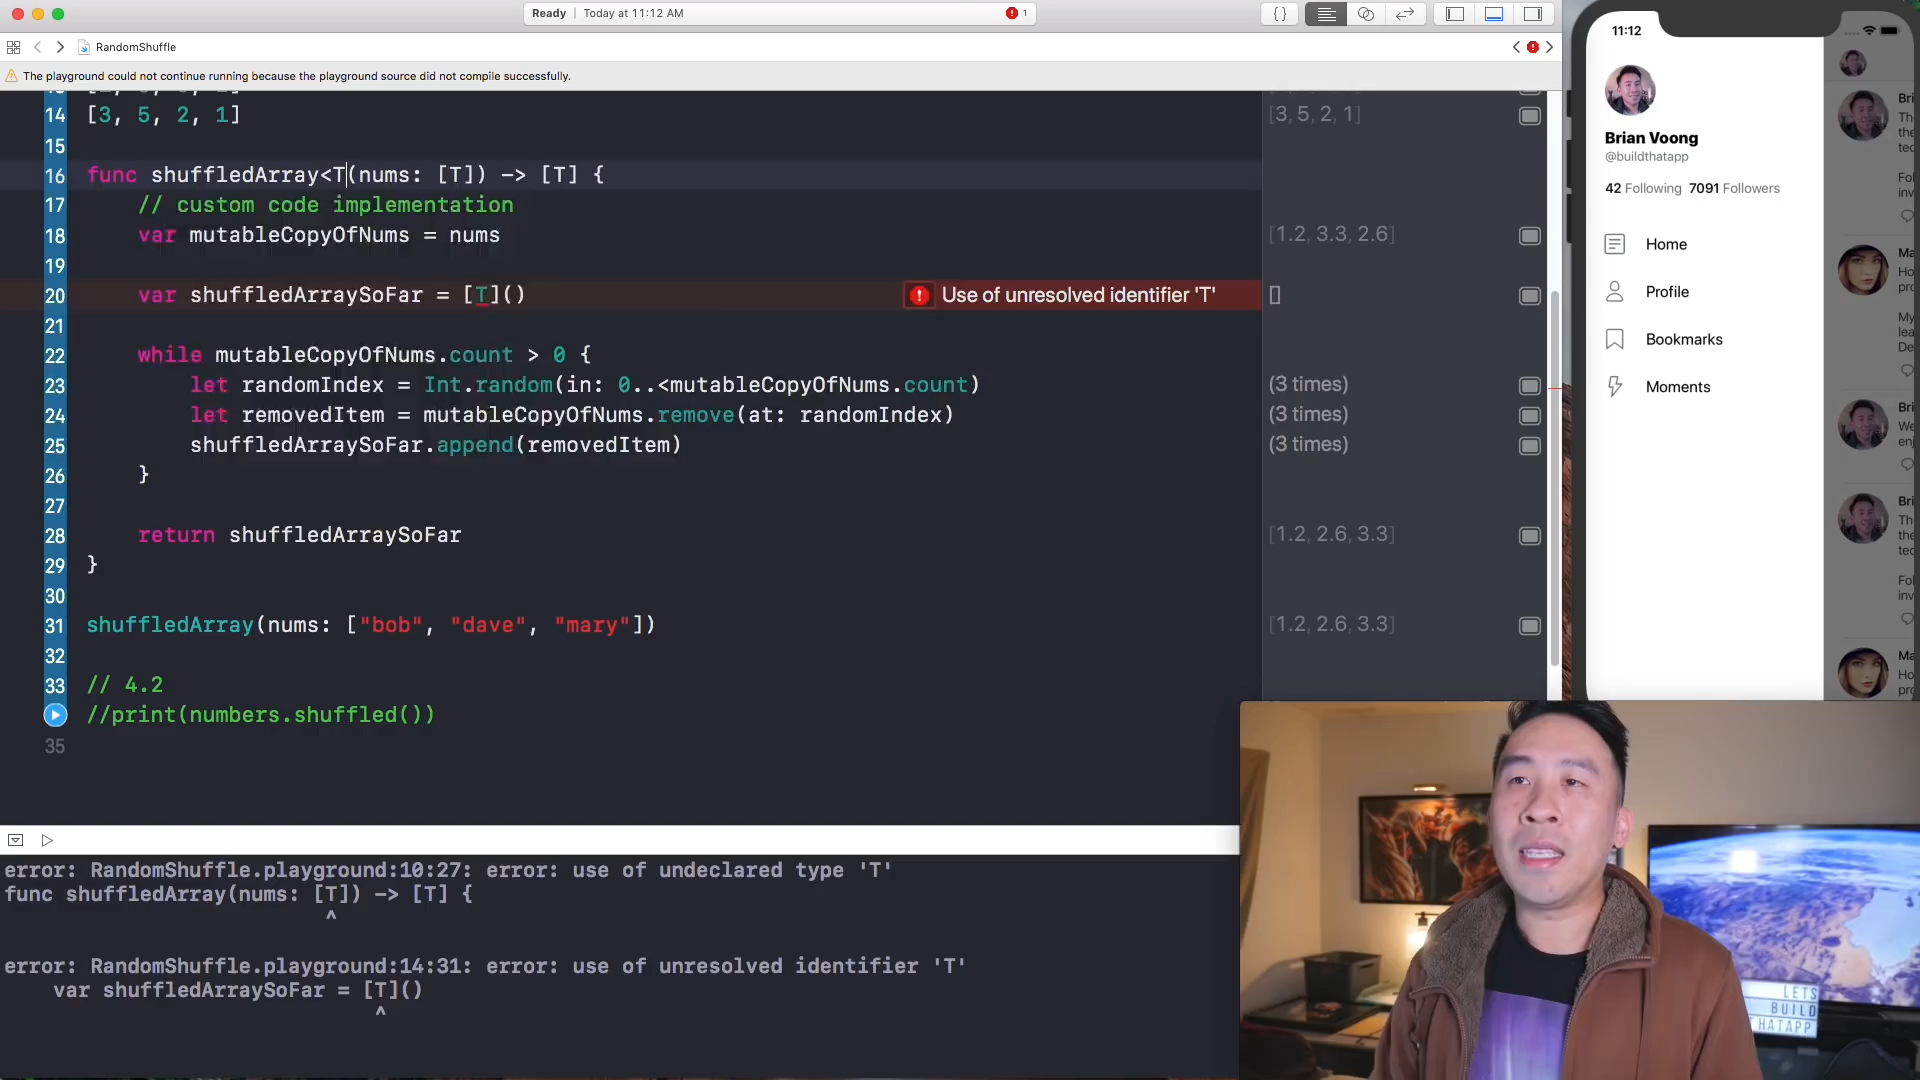 Ready | Today at 11:12 AM
1
RandomShuffle
The playground could not continue running because the playground source did not compile successfully.
14 [3, 5, 2, 1]
[3, 5, 2, 1]
15
16 func shuffledArray<T(nums: [T]) -> [T] {
17 // custom code implementation
18 var mutableCopyOfNums = nums
[1.2, 3.3, 2.6]
19
20 var shuffledArraySoFar = [T]()
Use of unresolved identifier 'T'
[]
21
22 while mutableCopyOfNums.count > 0 {
23 let randomIndex = Int.random(in: 0..<mutableCopyOfNums.count)
(3 times)
24 let removedItem = mutableCopyOfNums.remove(at: randomIndex)
(3 times)
25 shuffledArraySoFar.append(removedItem)
(3 times)
26 }
27
28 return shuffledArraySoFar
[1.2, 2.6, 3.3]
29 }
30
31 shuffledArray(nums: ["bob", "dave", "mary"])
[1.2, 2.6, 3.3]
32
33 // 4.2
//print(numbers.shuffled())
35
error: RandomShuffle.playground:10:27: error: use of undeclared type 'T'
func shuffledArray(nums: [T]) -> [T] {
^
error: RandomShuffle.playground:14:31: error: use of unresolved identifier 'T'
var shuffledArraySoFar = [T]()
^
11:12
Brian Voong
@buildthatapp
42 Following 7091 Followers
Home
Profile
Bookmarks
Moments
LETS
BUILD
THATAPP